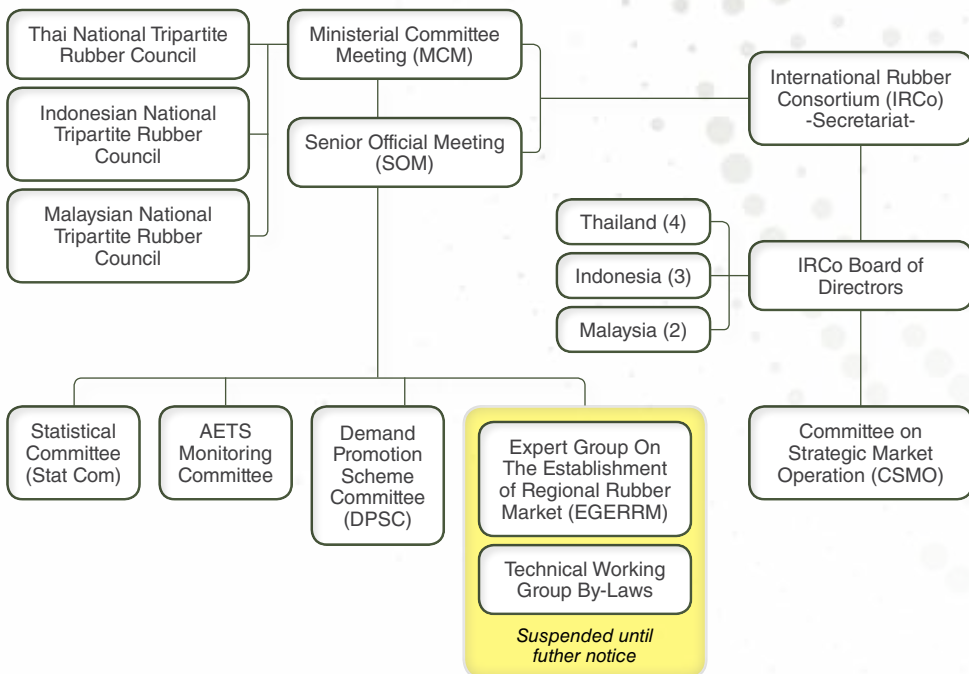 Thai National Tripartite
Rubber Council
Indonesian National
Tripartite Rubber
Council
Malaysian National
Tripartite Rubber
Council
Ministerial Committee
Meeting (MCM)
Senior Official Meeting
(SOM)
International Rubber
Consortium (IRCo)
-Secretariat-
Thailand (4)
Indonesia (3)
Malaysia (2)
IRCo Board of
Directrors
Statistical
Committee
(Stat Com)
AETS
Monitoring
Committee
Demand
Promotion
Scheme
Committee
(DPSC)
Expert Group On
The Establishment
of Regional Rubber
Market (EGERRM)
Technical Working
Group By-Laws
Suspended until
futher notice
Committee on
Strategic Market
Operation (CSMO)